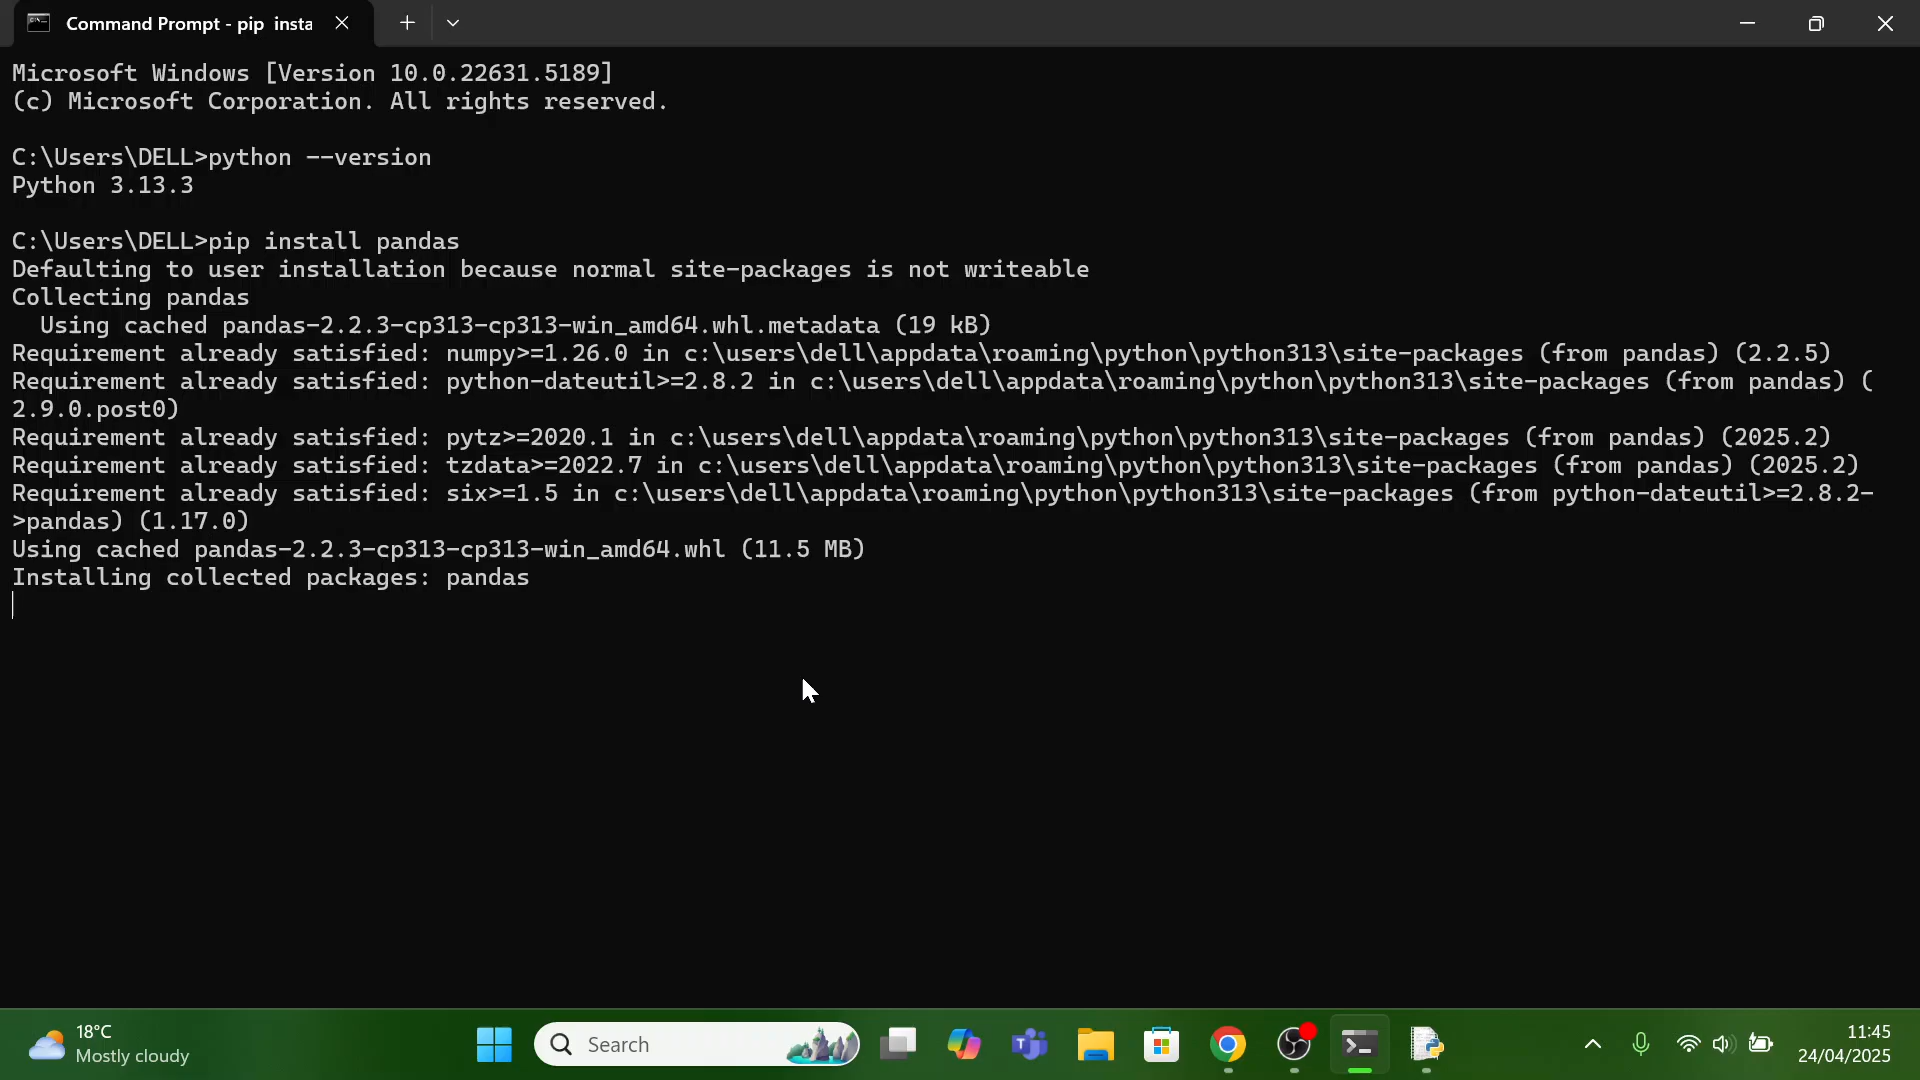 Command Prompt - pip insta
Microsoft Windows [Version 10.0.22631.5189]
(c) Microsoft Corporation. All rights reserved.
C:\Users\DELL>python --version
Python 3.13.3
C:\Users\DELL>pip install pandas
Defaulting to user installation because normal site-packages is not writeable
Collecting pandas
  Using cached pandas-2.2.3-cp313-cp313-win_amd64.whl.metadata (19 kB)
Requirement already satisfied: numpy>=1.26.0 in c:\users\dell\appdata\roaming\python\python313\site-packages (from pandas) (2.2.5)
Requirement already satisfied: python-dateutil>=2.8.2 in c:\users\dell\appdata\roaming\python\python313\site-packages (from pandas) (
2.9.0.post0)
Requirement already satisfied: pytz>=2020.1 in c:\users\dell\appdata\roaming\python\python313\site-packages (from pandas) (2025.2)
Requirement already satisfied: tzdata>=2022.7 in c:\users\dell\appdata\roaming\python\python313\site-packages (from pandas) (2025.2)
Requirement already satisfied: six>=1.5 in c:\users\dell\appdata\roaming\python\python313\site-packages (from python-dateutil>=2.8.2-
>pandas) (1.17.0)
Using cached pandas-2.2.3-cp313-cp313-win_amd64.whl (11.5 MB)
Installing collected packages: pandas
18°C
Mostly cloudy
Search
11:45
24/04/2025